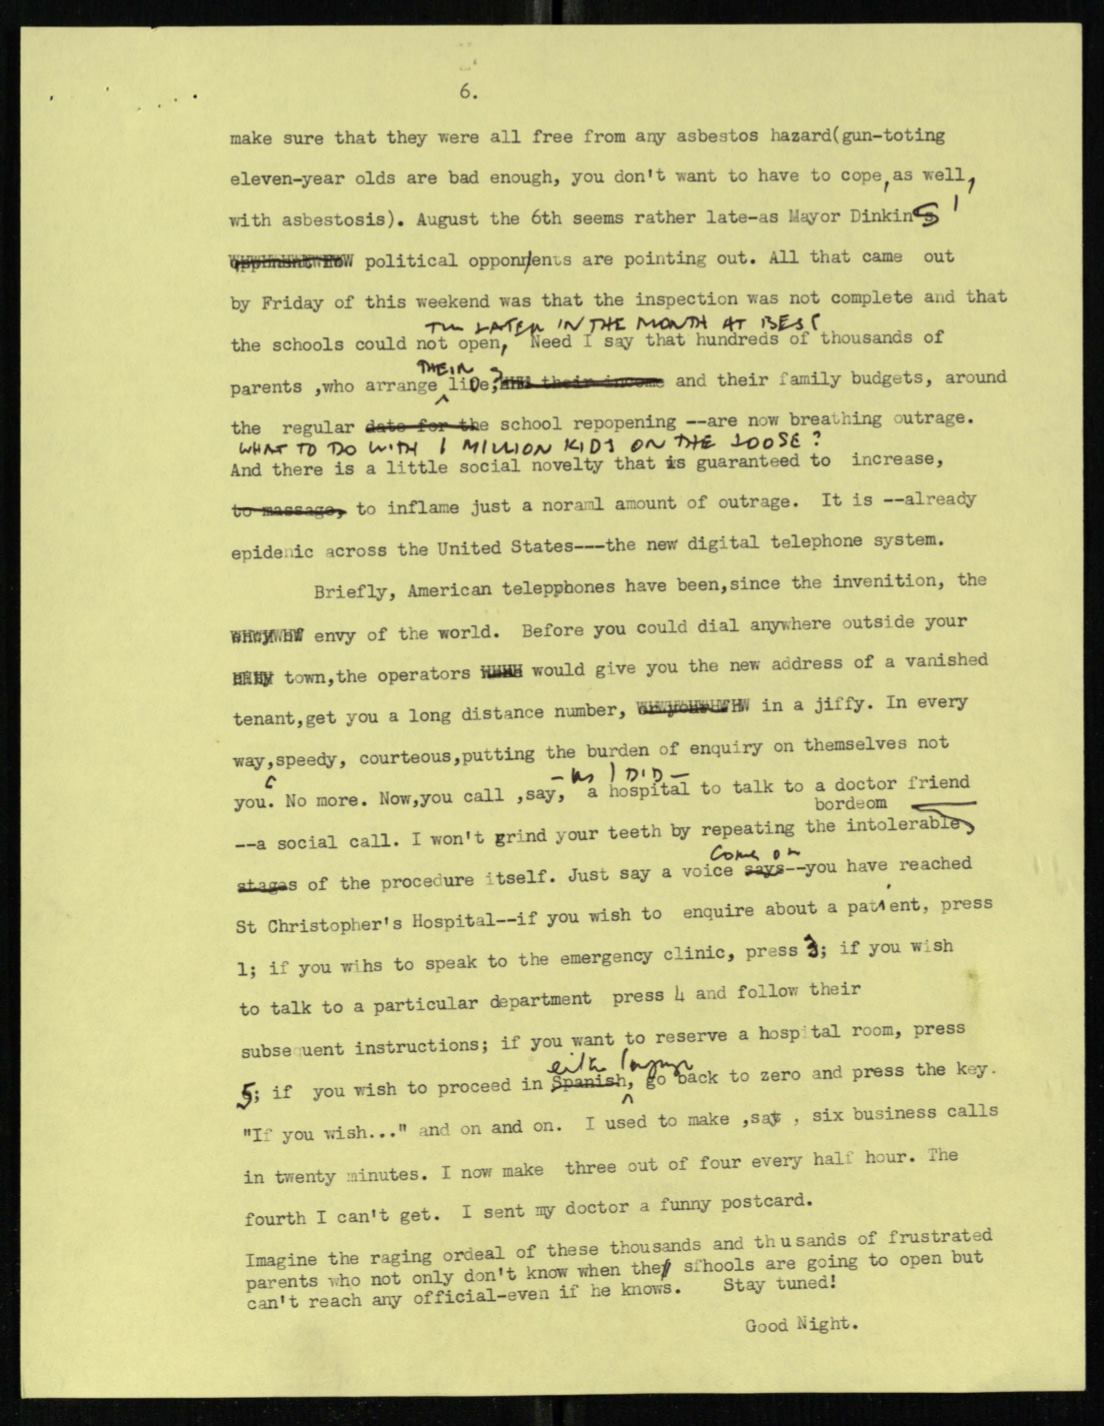 6.
make sure that they were all free from any asbestos hazard(gun-toting
eleven-year olds are bad enough, you don't want to have to cope,as well,
with asbestosis). August the 6th seems rather late-as Mayor Dinkins'
political opponents are pointing out. All that came out
by Friday of this weekend was that the inspection was not complete and that
TILL LATER IN THE MONTH AT BEST
the schools could not open, Need I say that hundreds of thousands of
THEIR
parents ,who arrange life, their income and their family budgets, around
the regular date for the school repopening --are now breathing outrage.
WHAT TO DO WITH 1 MILLION KIDS ON THE LOOSE?
And there is a little social novelty that is guaranteed to increase,
to massage, to inflame just a noraml amount of outrage. It is --already
epidemic across the United States---the new digital telephone system.
Briefly, American telepphones have been,since the invenition, the
envy of the world. Before you could dial anywhere outside your
town,the operators would give you the new address of a vanished
tenant,get you a long distance number, in a jiffy. In every
way,speedy, courteous,putting the burden of enquiry on themselves not
- AS I DID -
you. No more. Now,you call ,say, a hospital to talk to a doctor friend
bordeom
--a social call. I won't grind your teeth by repeating the intolerable
come on
stages of the procedure itself. Just say a voice says--you have reached
St Christopher's Hospital--if you wish to enquire about a patient, press
1; if you wihs to speak to the emergency clinic, press 3; if you wish
to talk to a particular department press 4 and follow their
subsequent instructions; if you want to reserve a hospital room, press
5; if you wish to proceed in Spanish, go back to zero and press the key.
"If you wish..." and on and on. I used to make ,say , six business calls
in twenty minutes. I now make three out of four every half hour. The
fourth I can't get. I sent my doctor a funny postcard.
Imagine the raging ordeal of these thousands and thusands of frustrated
parents who not only don't know when the schools are going to open but
can't reach any official-even if he knows. Stay tuned!
Good Night.